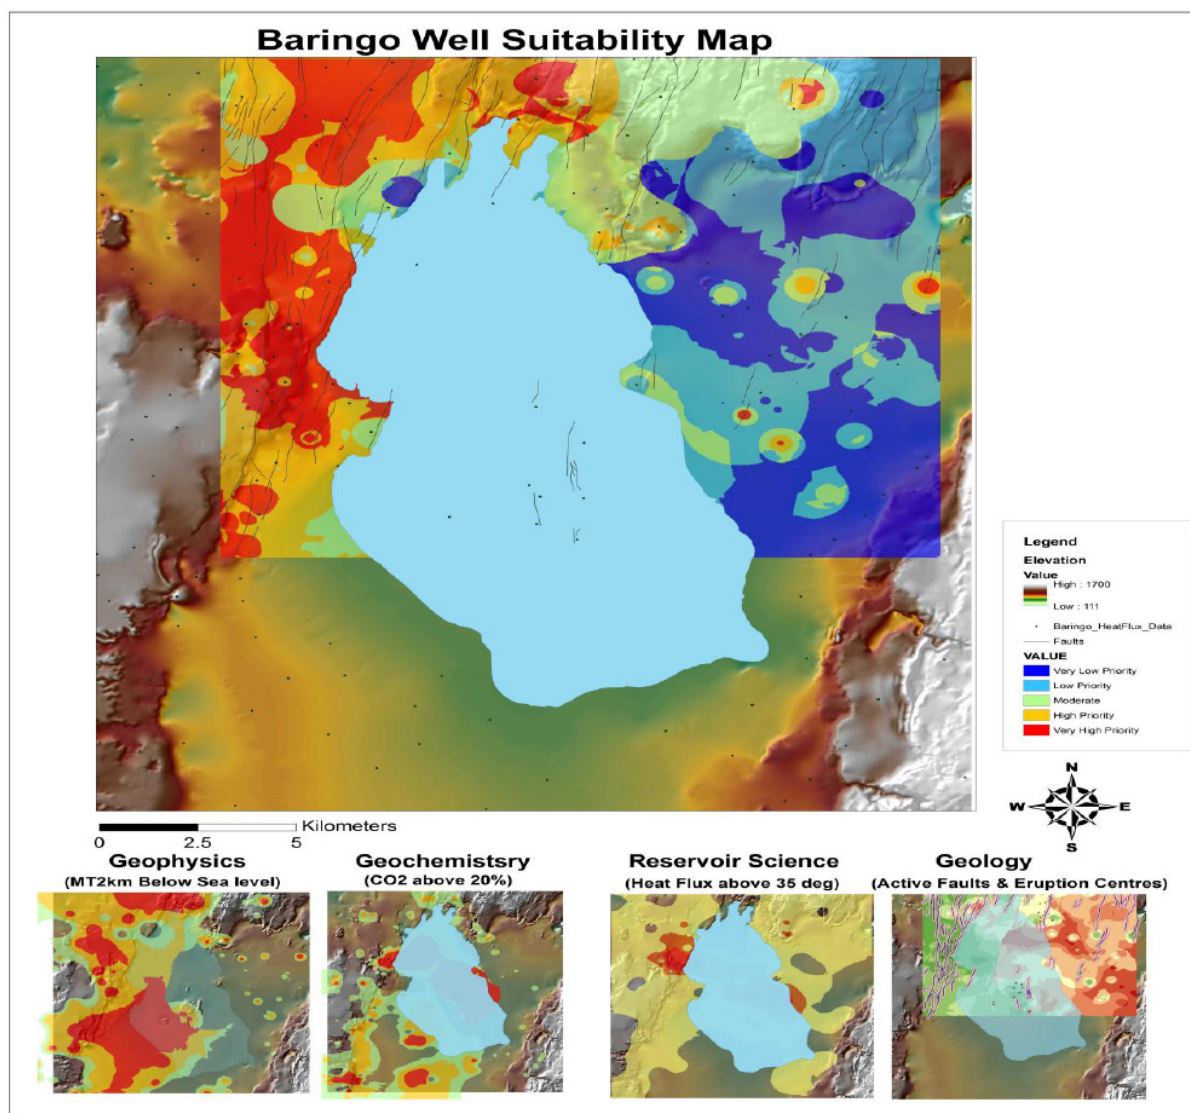 Baringo Well Suitability Map
Legend
Elevation
Value
High : 1700
Low : 111
Baringo_HeatFlux_Data
Faults
VALUE
Very Low Priority
Low Priority
Moderate
High Priority
Very High Priority
N
W E
S
Kilometers
0 2.5 5
Geophysics
(MT2km Below Sea level)
Geochemistsry
(CO2 above 20%)
Reservoir Science
(Heat Flux above 35 deg)
Geology
(Active Faults & Eruption Centres)